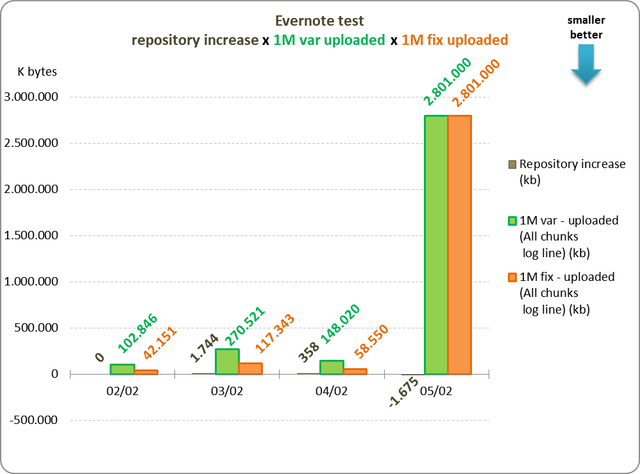 Evernote test
repository increase x 1M var uploaded x 1M fix uploaded
smaller
better
K bytes
3.000.000
2.500.000
2.000.000
1.500.000
1.000.000
500.000
0
-500.000
0
102.846
42.151
1.744
270.521
117.343
358
148.020
58.550
-1.675
2.801.000
2.801.000
02/02
03/02
04/02
05/02
Repository increase
(kb)
1M var - uploaded
(All chunks
log line) (kb)
1M fix - uploaded
(All chunks
log line) (kb)